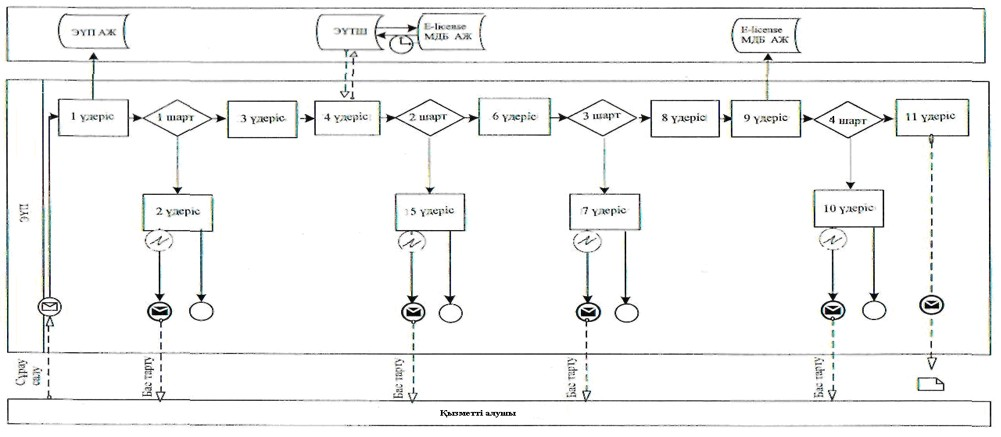 ЭҮП АЖ
ЭҮТШ
E-license
МДБ АЖ
E-license
МДБ АЖ
ЭҮП
1 үдеріс
1 шарт
3 үдеріс
4 үдеріс
2 шарт
6 үдеріс
3 шарт
8 үдеріс
9 үдеріс
4 шарт
11 үдеріс
2 үдеріс
5 үдеріс
7 үдеріс
10 үдеріс
Сұрау
салу
Бас тарту
Бас тарту
Бас тарту
Бас тарту
Қызметті алушы